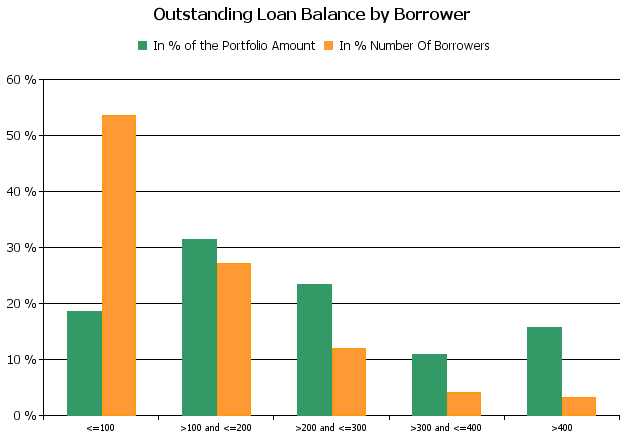 Outstanding Loan Balance by Borrower
In % of the Portfolio Amount In % Number Of Borrowers
60 %
50 %
40 %
30 %
20 %
10 %
0 %
<=100 >100 and <=200 >200 and <=300 >300 and <=400 >400